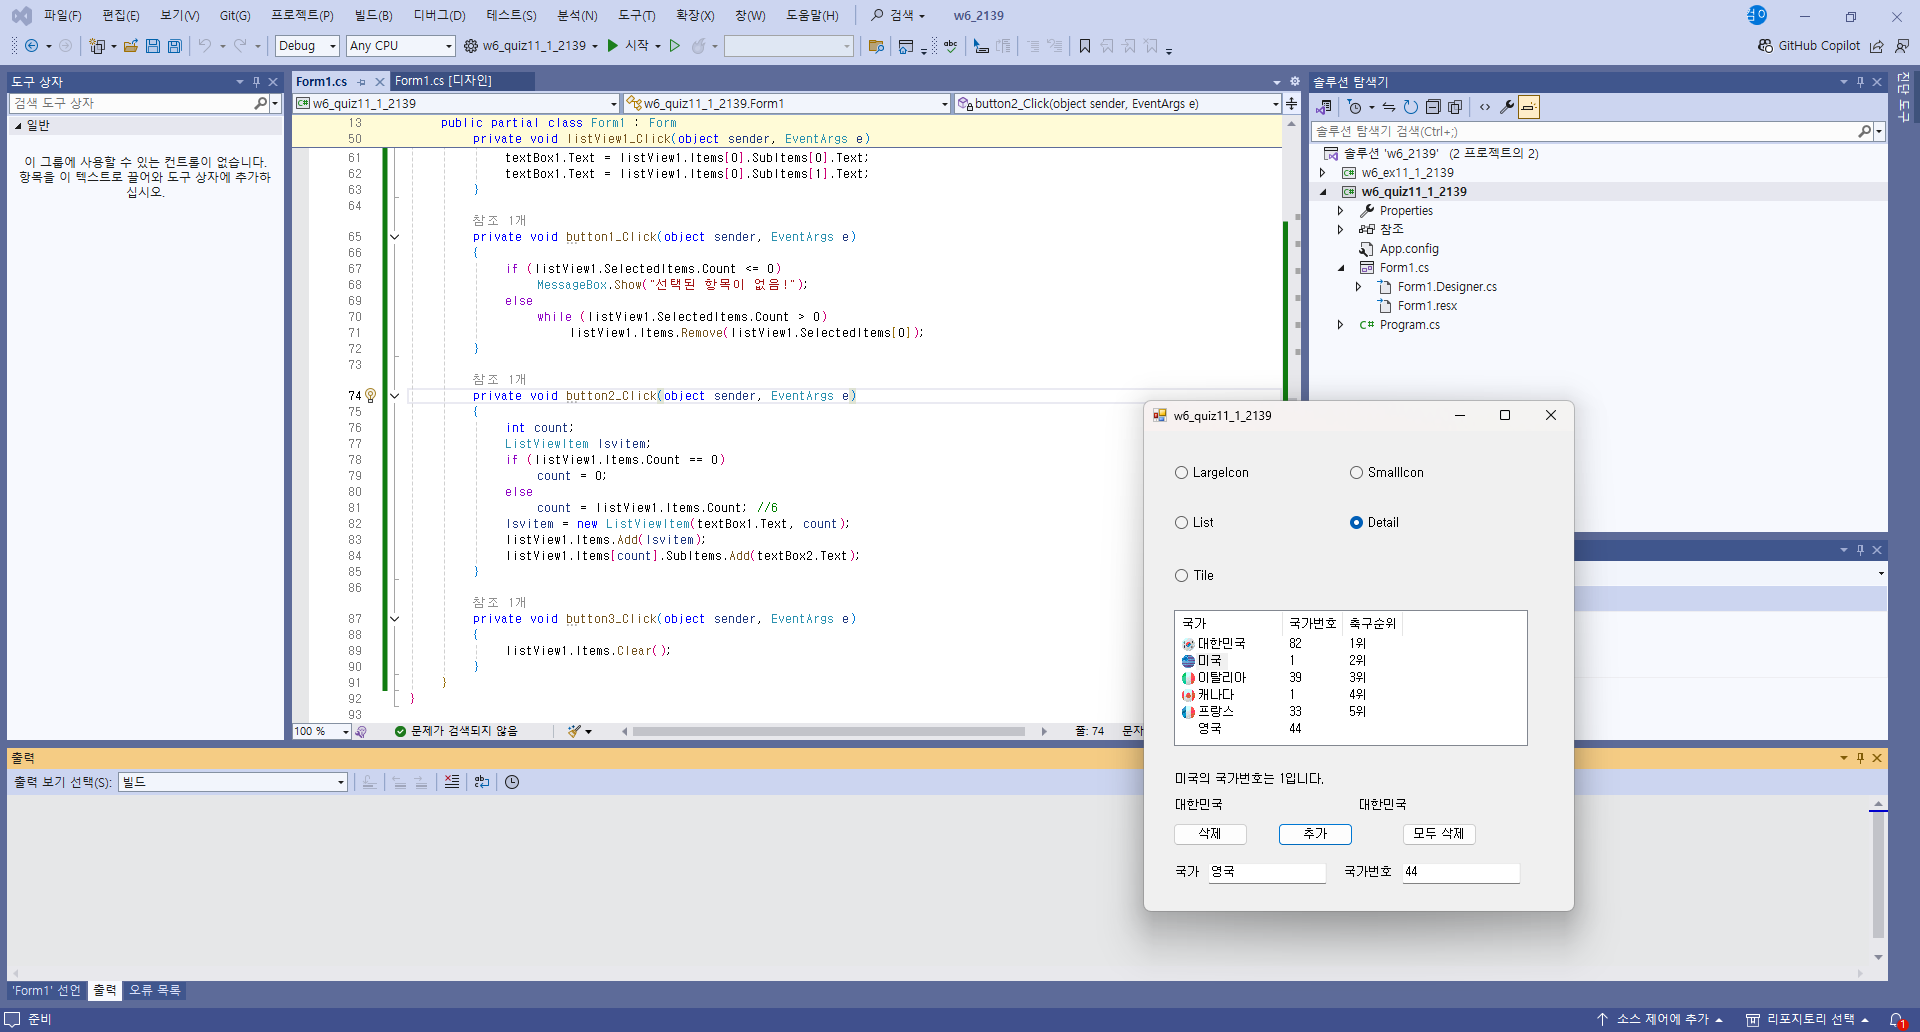 파일(F) 편집(E) 보기(V) Git(G) 프로젝트(P) 빌드(B) 디버그(D) 테스트(S) 분석(N) 도구(T) 확장(X) 창(W) 도움말(H) 검색 w6_2139
Debug Any CPU w6_quiz11_1_2139 시작 GitHub Copilot
도구 상자
검색 도구 상자
일반
이 그룹에 사용할 수 있는 컨트롤이 없습니다.
항목을 이 텍스트로 끌어와 도구 상자에 추가하
십시오.
Form1.cs Form1.cs [디자인]
w6_quiz11_1_2139 w6_quiz11_1_2139.Form1 button2_Click(object sender, EventArgs e)
13 public partial class Form1 : Form
50 private void listView1_Click(object sender, EventArgs e)
61 textBox1.Text = listView1.Items[0].SubItems[0].Text;
62 textBox1.Text = listView1.Items[0].SubItems[1].Text;
63 }
64
참조 1개
65 private void button1_Click(object sender, EventArgs e)
66 {
67 if (listView1.SelectedItems.Count <= 0)
68 MessageBox.Show("선택된 항목이 없음!");
69 else
70 while (listView1.SelectedItems.Count > 0)
71 listView1.Items.Remove(listView1.SelectedItems[0]);
72 }
73
참조 1개
74 private void button2_Click(object sender, EventArgs e)
75 {
76 int count;
77 ListViewItem lsvitem;
78 if (listView1.Items.Count == 0)
79 count = 0;
80 else
81 count = listView1.Items.Count; //6
82 lsvitem = new ListViewItem(textBox1.Text, count);
83 listView1.Items.Add(lsvitem);
84 listView1.Items[count].SubItems.Add(textBox2.Text);
85 }
86
참조 1개
87 private void button3_Click(object sender, EventArgs e)
88 {
89 listView1.Items.Clear();
90 }
91 }
92 }
93
100 % 문제가 검색되지 않음 줄: 74 문자
솔루션 탐색기
솔루션 탐색기 검색(Ctrl+;)
솔루션 'w6_2139' (2 프로젝트의 2)
w6_ex11_1_2139
w6_quiz11_1_2139
Properties
참조
App.config
Form1.cs
Form1.Designer.cs
Form1.resx
Program.cs
진단 도구
w6_quiz11_1_2139
LargeIcon SmallIcon
List Detail
Tile
국가 국가번호 축구순위
대한민국 82 1위
미국 1 2위
이탈리아 39 3위
캐나다 1 4위
프랑스 33 5위
영국 44
미국의 국가번호는 1입니다.
대한민국 대한민국
삭제 추가 모두 삭제
국가 영국 국가번호 44
출력
출력 보기 선택(S): 빌드
'Form1' 선언 출력 오류 목록
준비 소스 제어에 추가 리포지토리 선택 1